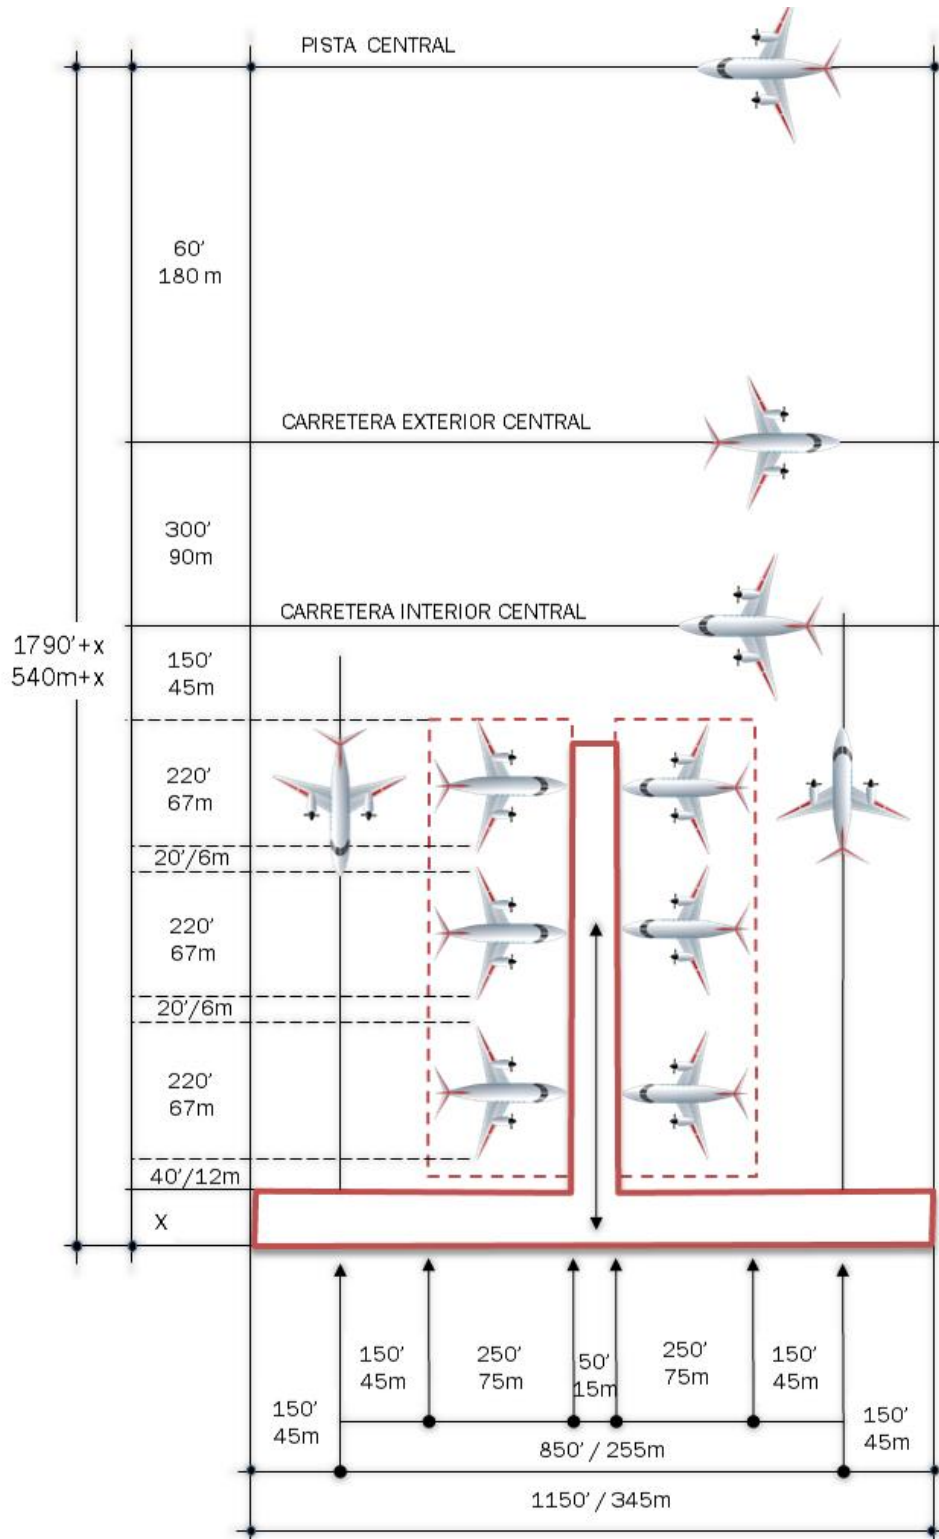 PISTA CENTRAL
60'
180 m
CARRETERA EXTERIOR CENTRAL
300'
90m
CARRETERA INTERIOR CENTRAL
1790'+x
540m+x
150'
45m
220'
67m
20'/6m
220'
67m
20'/6m
220'
67m
40'/12m
X
150'
45m
250'
75m
50'
15m
250'
75m
150'
45m
150'
45m
150'
45m
850' / 255m
1150' / 345m